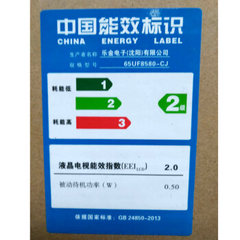 中国能效标识
CHINA ENERGY LABEL
生产者名称 乐金电子(沈阳)有限公司
规格型号 65UF8580-CJ
耗能低 1
2 2级
耗能高 3
液晶电视能效指数(EEI_LCD) 2.0
被动待机功率(W) 0.50
依据国家标准:GB 24850-2013